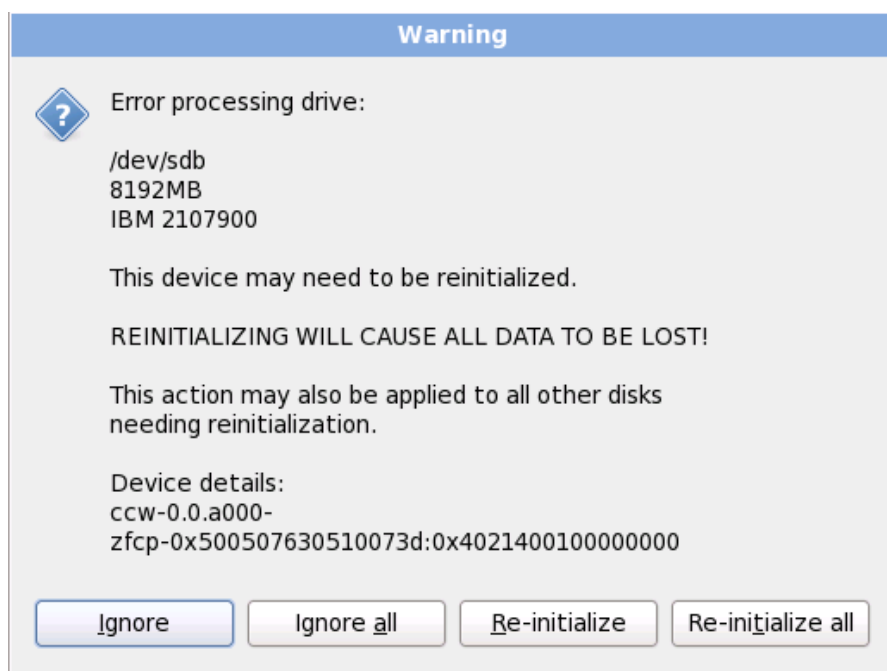 Warning
Error processing drive:
/dev/sdb
8192MB
IBM 2107900
This device may need to be reinitialized.
REINITIALIZING WILL CAUSE ALL DATA TO BE LOST!
This action may also be applied to all other disks
needing reinitialization.
Device details:
ccw-0.0.a000-
zfcp-0x500507630510073d:0x4021400100000000
Ignore
Ignore all
Re-initialize
Re-initialize all